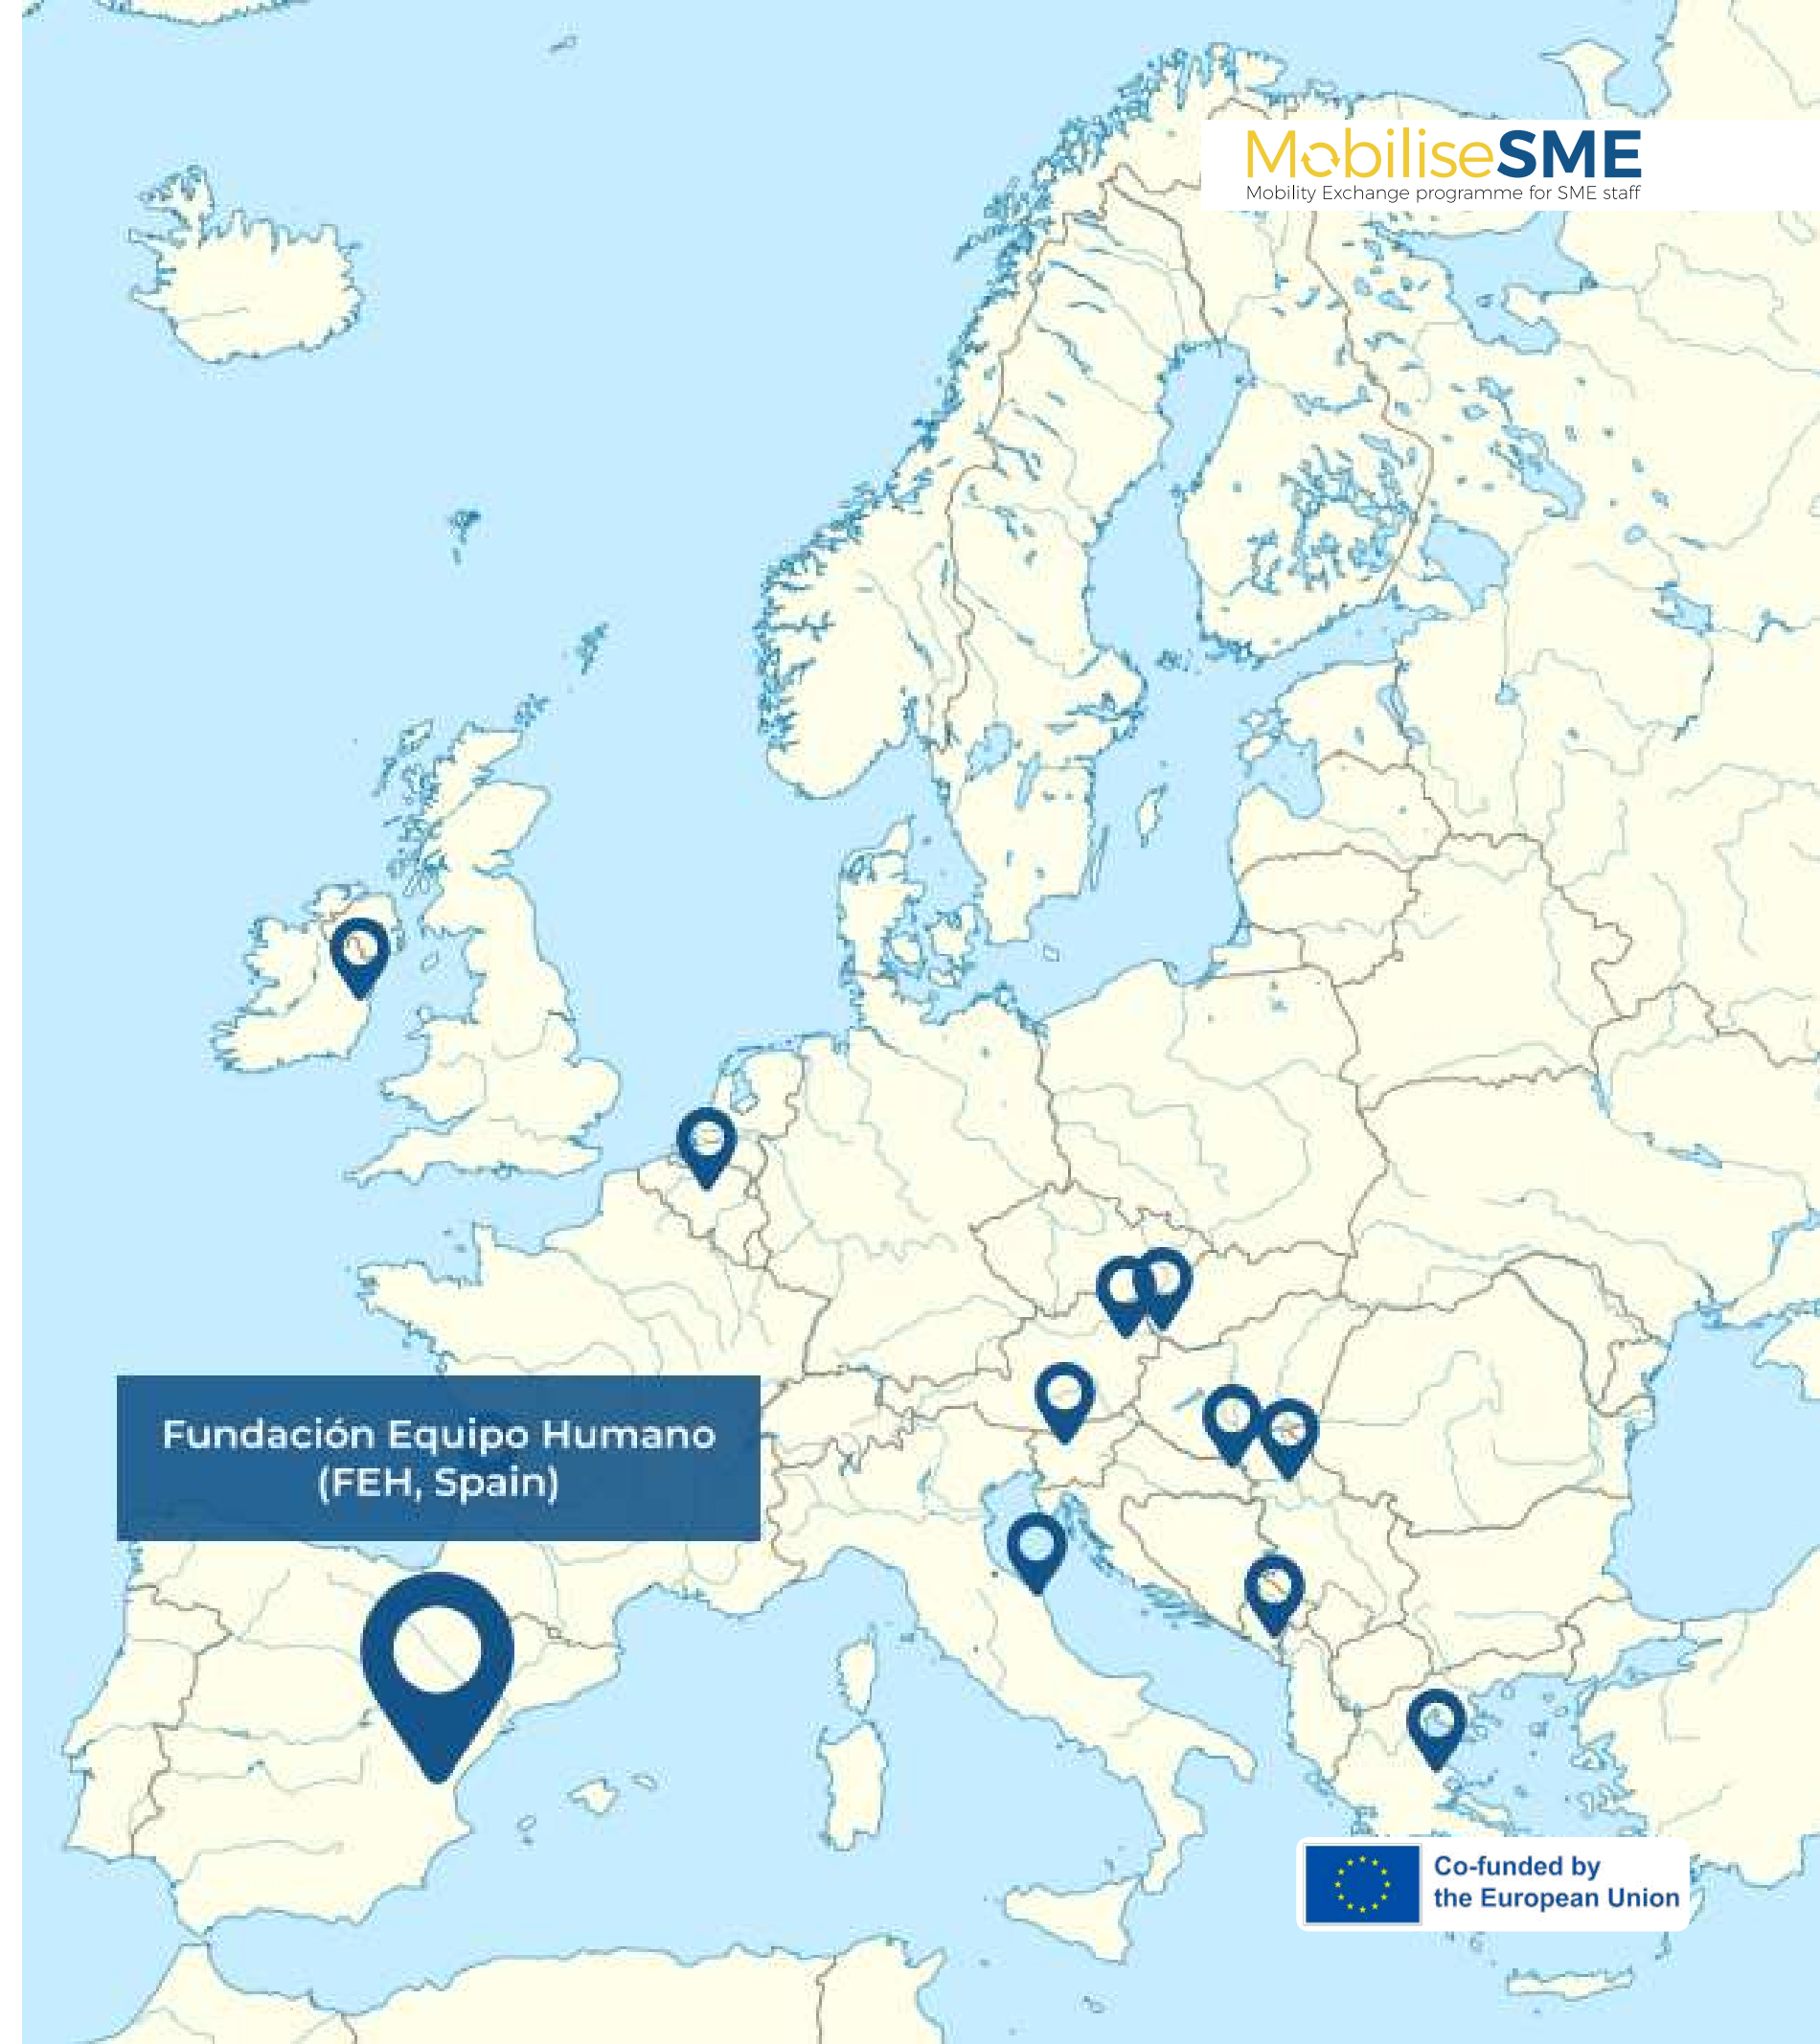 MobiliseSME
Mobility Exchange programme for SME staff
Fundación Equipo Humano
(FEH, Spain)
Co-funded by
the European Union